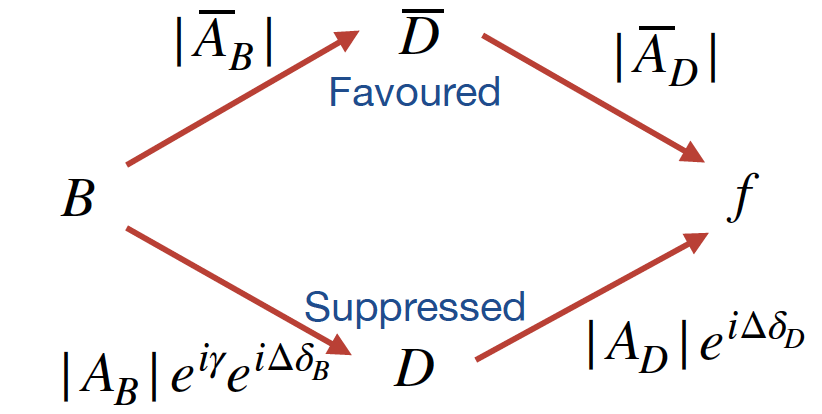 |A̅_B|
D̅
|A̅_D|
Favoured
B
f
Suppressed
|A_B| e^{iγ} e^{iΔδ_B}
D
|A_D| e^{iΔδ_D}